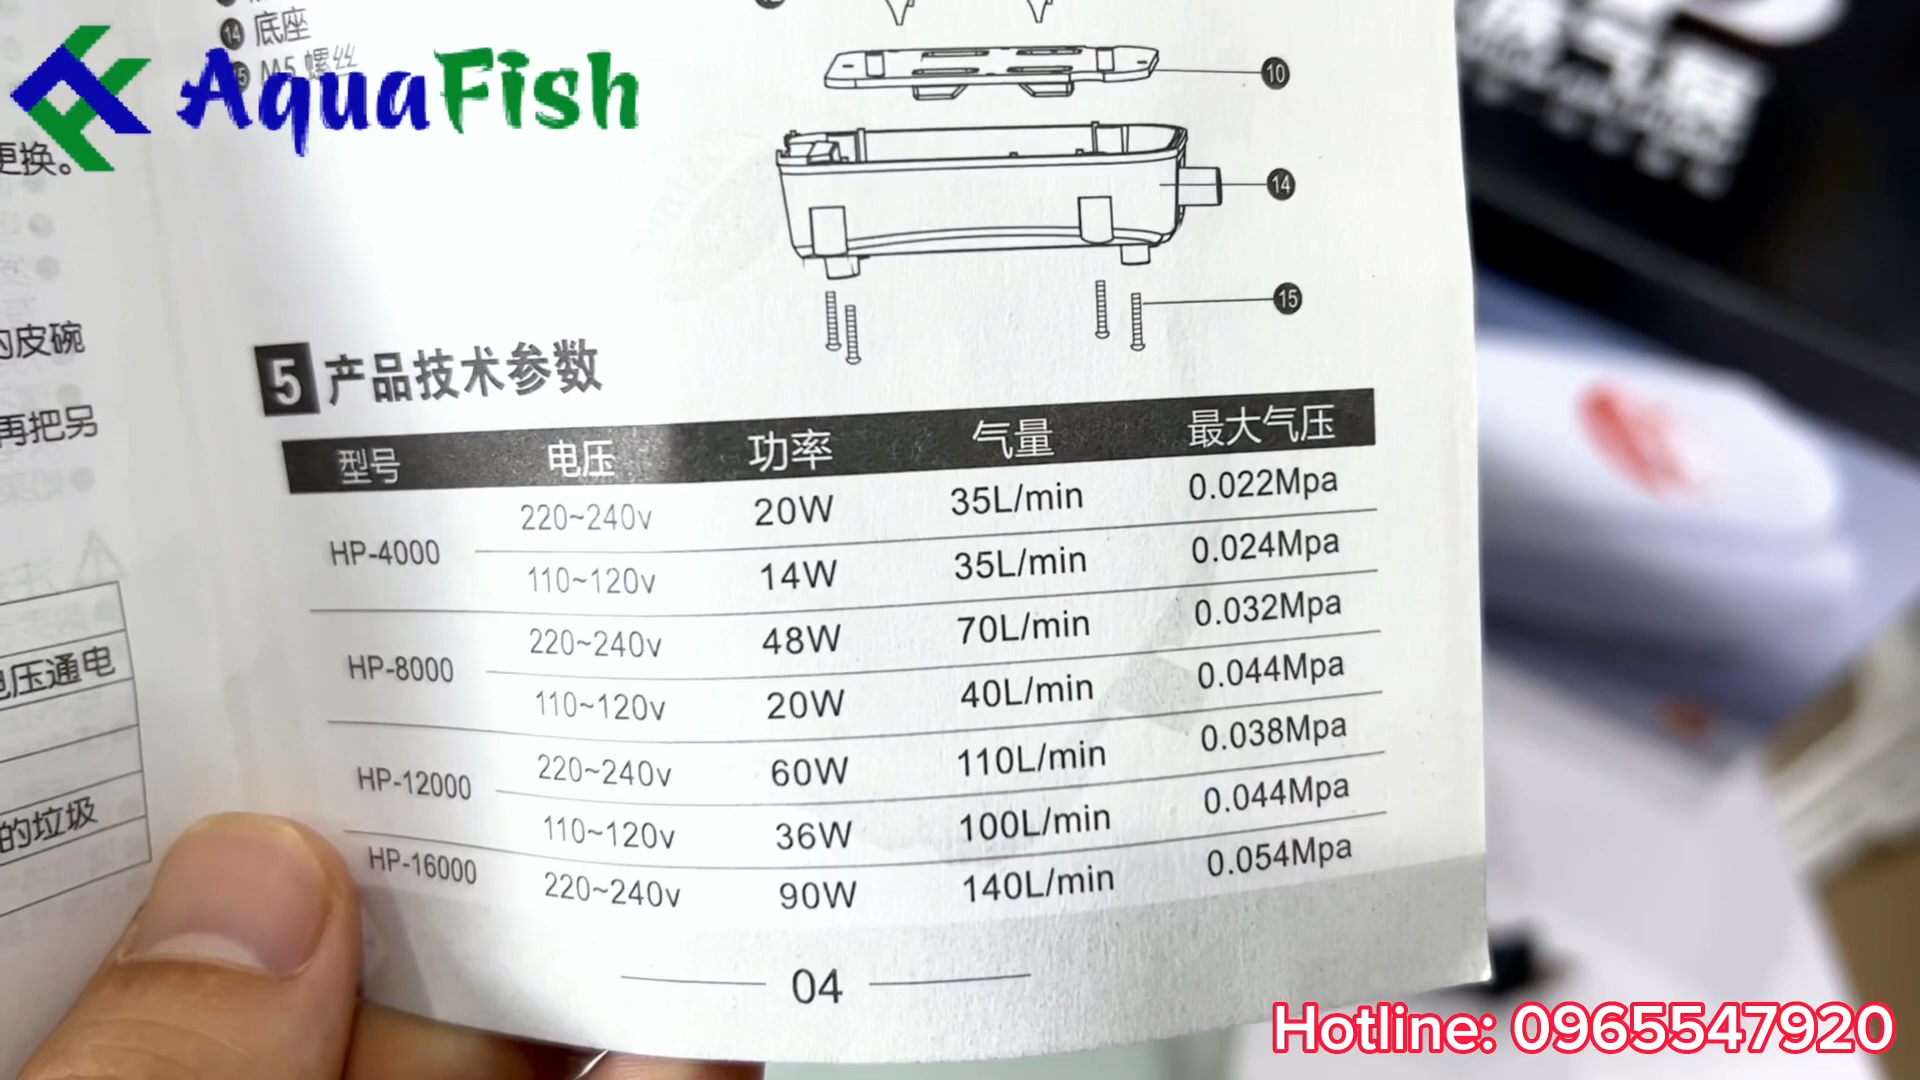 14 底座
15 M5 螺丝
AquaFish
更换。
的皮碗
再把另
电压通电
的垃圾
10
14
15
5 产品技术参数
型号 电压 功率 气量 最大气压
HP-4000 220~240v 20W 35L/min 0.022Mpa
110~120v 14W 35L/min 0.024Mpa
HP-8000 220~240v 48W 70L/min 0.032Mpa
110~120v 20W 40L/min 0.044Mpa
HP-12000 220~240v 60W 110L/min 0.038Mpa
110~120v 36W 100L/min 0.044Mpa
HP-16000 220~240v 90W 140L/min 0.054Mpa
04
Hotline: 0965547920